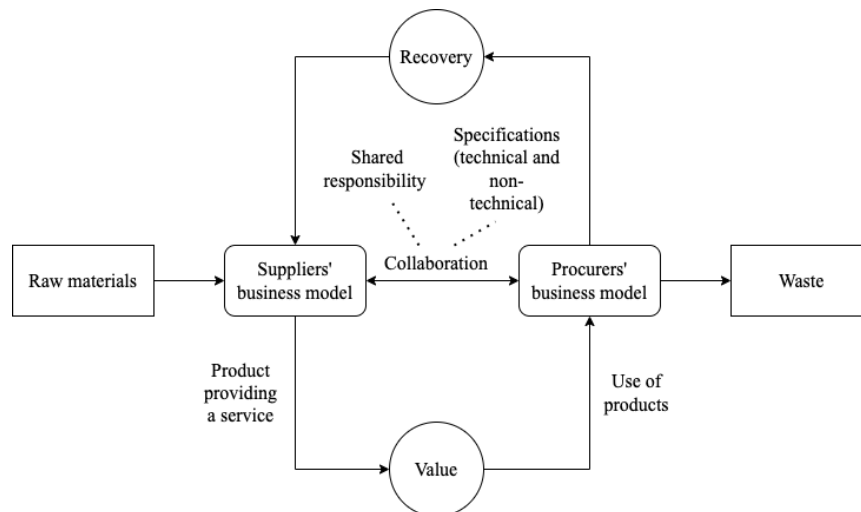 Recovery
Shared
responsibility
Specifications
(technical and
non-
technical)
Raw materials
Suppliers'
business model
Collaboration
Procurers'
business model
Waste
Product
providing
a service
Use of
products
Value